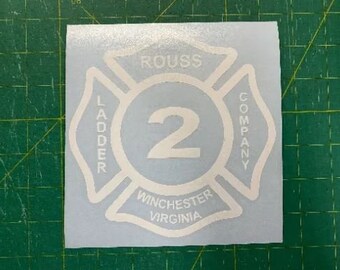 ROUSS
LADDER
2
COMPANY
WINCHESTER
VIRGINIA